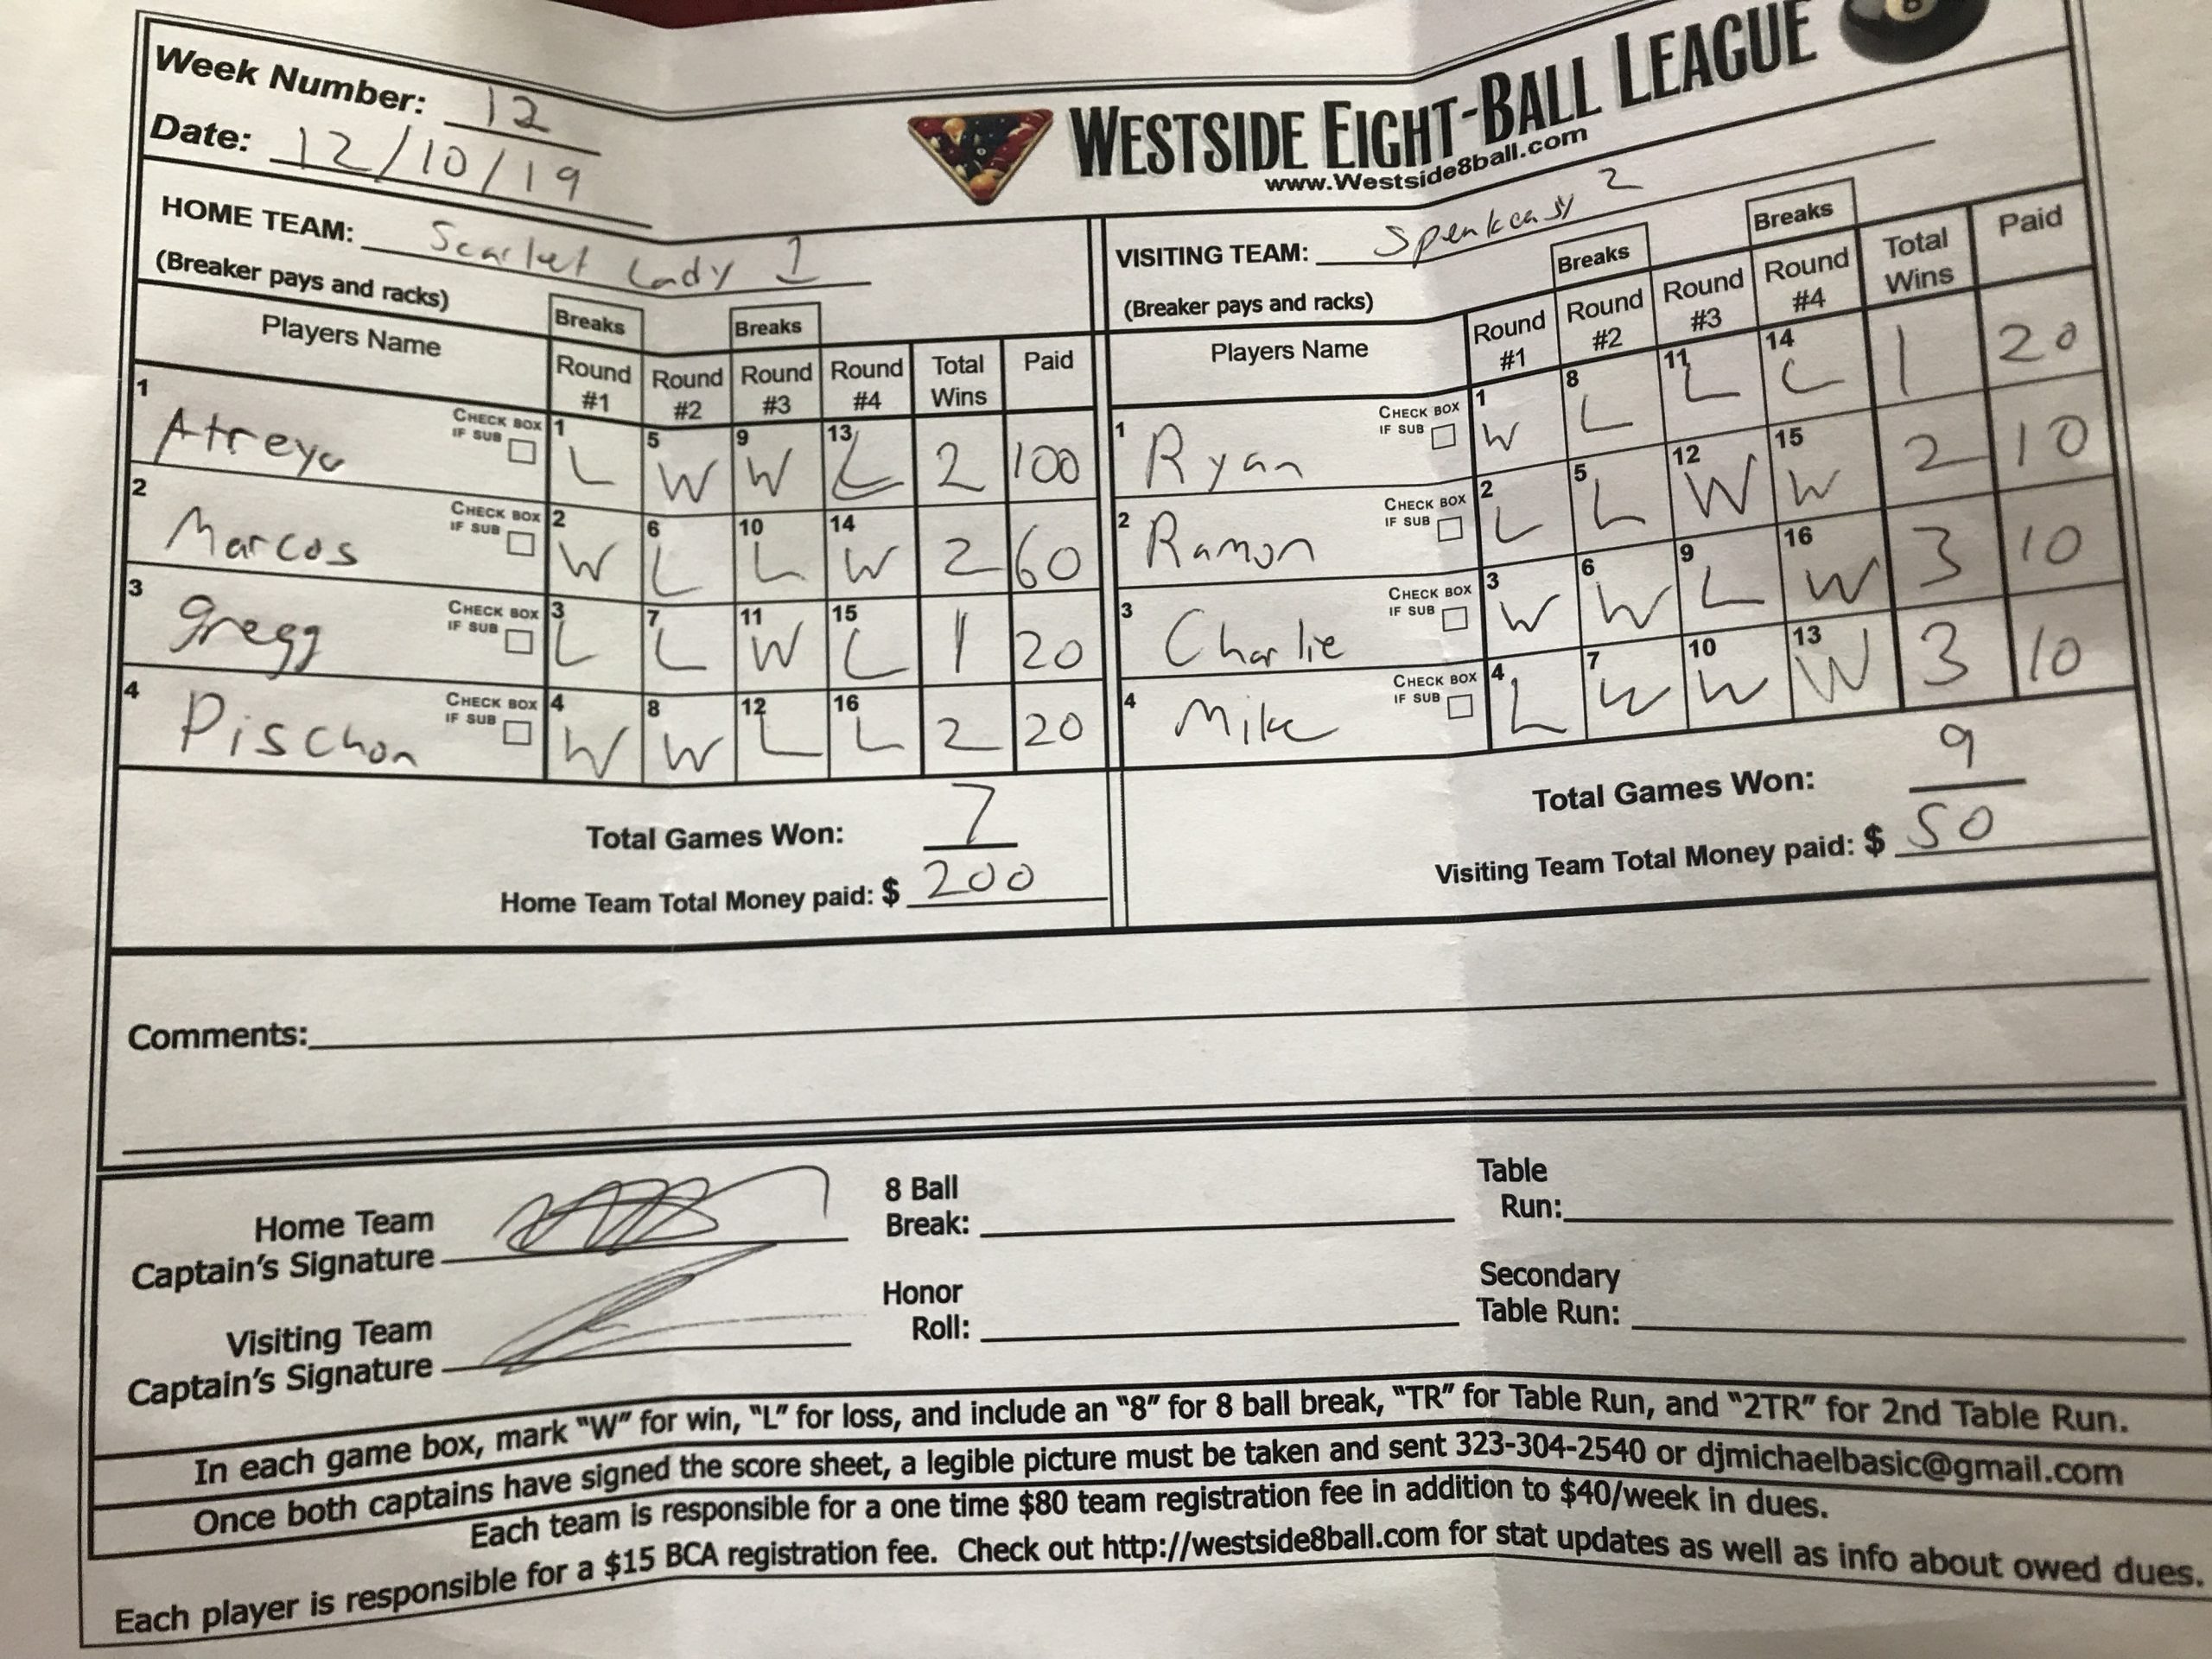 Week Number: 12
Date: 12/10/19
8
WESTSIDE EIGHT-BALL LEAGUE
www.Westside8ball.com
HOME TEAM: Scarlet Lady 1
(Breaker pays and racks)
Players Name Breaks Round #1 Round #2 Breaks Round #3 Round #4 Total Wins Paid
1 Atreyu CHECK BOX IF SUB 1 L 5 W 9 W 13 L 2 100
2 Marcos CHECK BOX IF SUB 2 W 6 L 10 L 14 W 2 60
3 Gregg CHECK BOX IF SUB 3 L 7 L 11 W 15 L 1 20
4 Pischon CHECK BOX IF SUB 4 W 8 W 12 L 16 L 2 20
Total Games Won: 7
Home Team Total Money paid: $ 200
VISITING TEAM: Speakeasy 2
(Breaker pays and racks)
Players Name Round #1 Breaks Round #2 Round #3 Breaks Round #4 Total Wins Paid
1 Ryan CHECK BOX IF SUB 1 W 8 L 11 L 14 L 1 20
2 Ramon CHECK BOX IF SUB 2 L 5 L 12 W 15 W 2 10
3 Charlie CHECK BOX IF SUB 3 W 6 W 9 L 16 W 3 10
4 Mike CHECK BOX IF SUB 4 L 7 W 10 W 13 W 3 10
Total Games Won: 9
Visiting Team Total Money paid: $ 50
Comments:
Home Team
Captain's Signature
8 Ball
Break:
Table
Run:
Visiting Team
Captain's Signature
Honor
Roll:
Secondary
Table Run:
In each game box, mark "W" for win, "L" for loss, and include an "8" for 8 ball break, "TR" for Table Run, and "2TR" for 2nd Table Run.
Once both captains have signed the score sheet, a legible picture must be taken and sent 323-304-2540 or djmichaelbasic@gmail.com
Each team is responsible for a one time $80 team registration fee in addition to $40/week in dues.
Each player is responsible for a $15 BCA registration fee. Check out http://westside8ball.com for stat updates as well as info about owed dues.